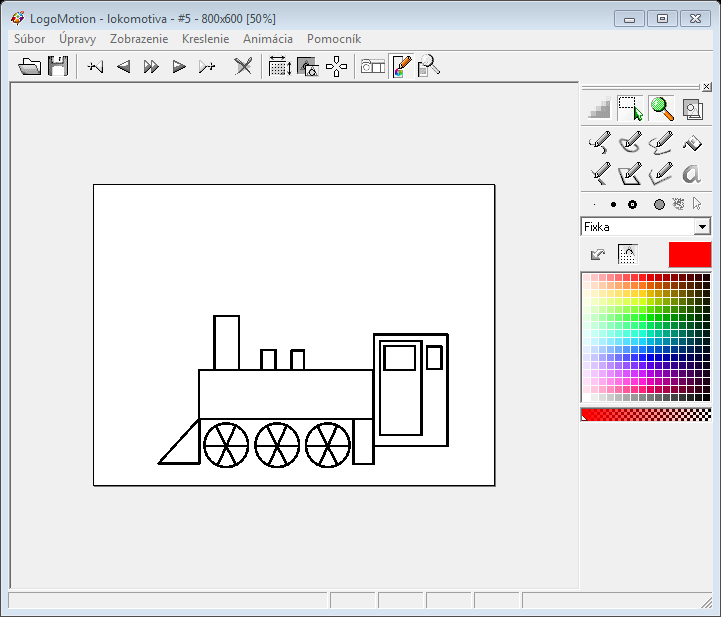 LogoMotion - lokomotiva - #5 - 800x600 [50%]
Súbor Úpravy Zobrazenie Kreslenie Animácia Pomocník
Fixka